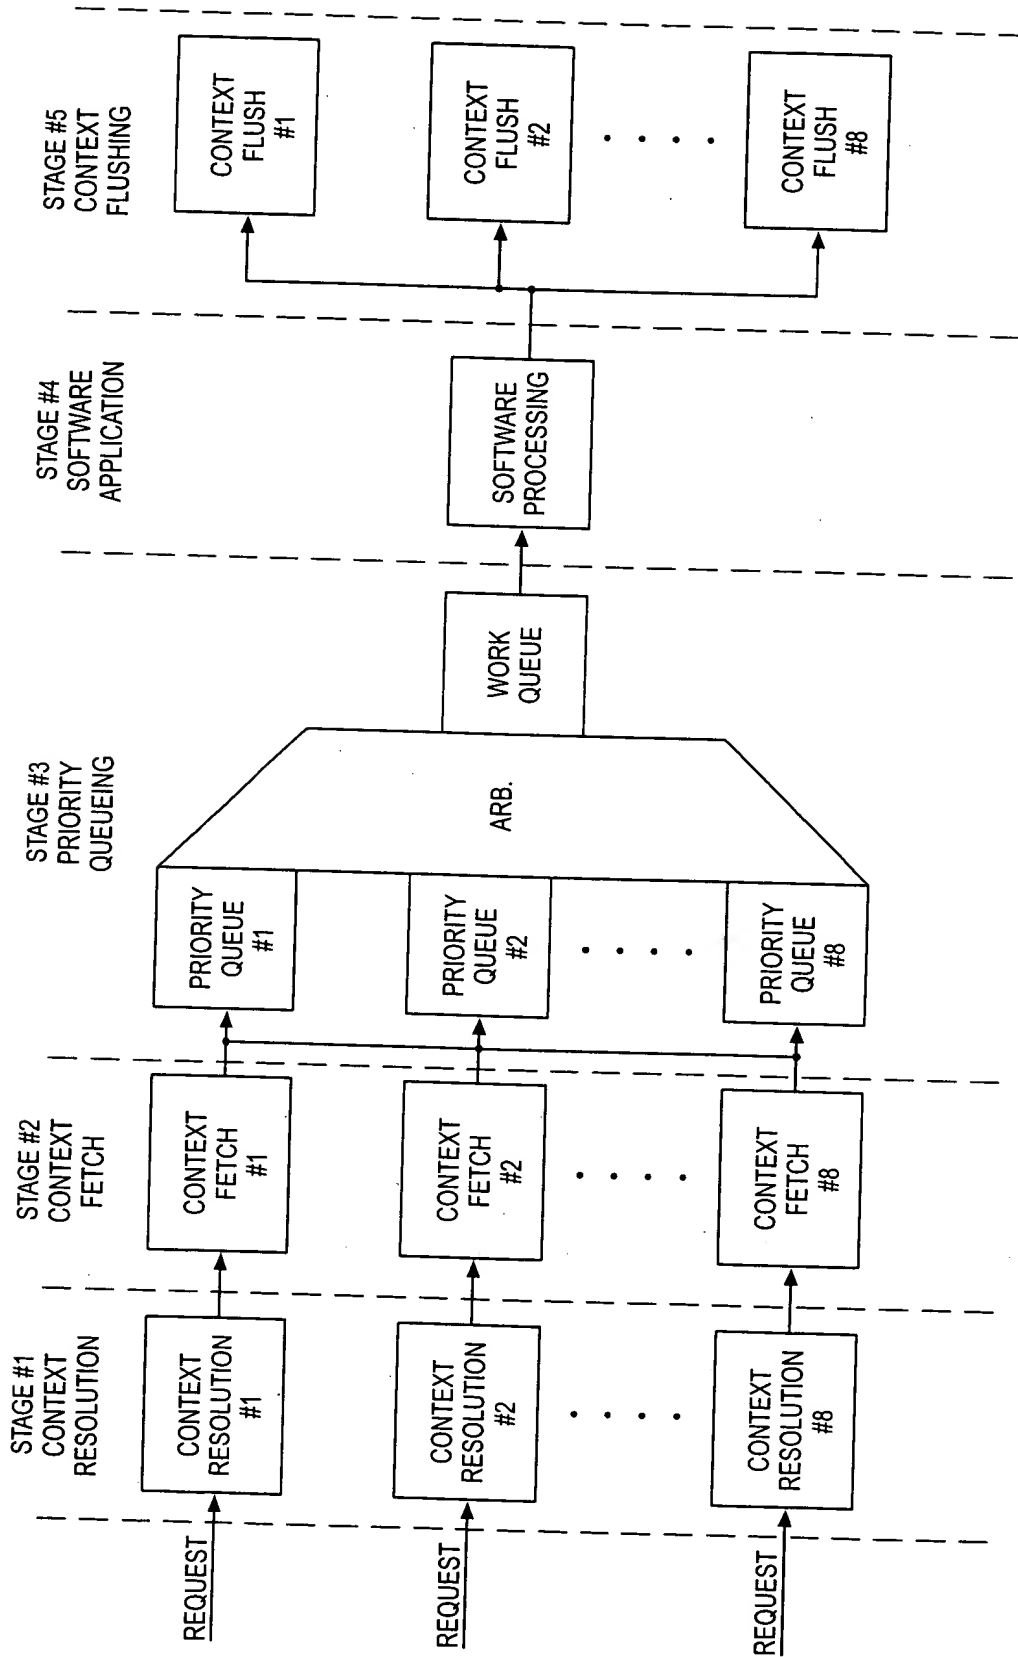 STAGE #1
CONTEXT
RESOLUTION
STAGE #2
CONTEXT
FETCH
STAGE #3
PRIORITY
QUEUEING
STAGE #4
SOFTWARE
APPLICATION
STAGE #5
CONTEXT
FLUSHING
REQUEST
CONTEXT
RESOLUTION
#1
CONTEXT
FETCH
#1
PRIORITY
QUEUE
#1
CONTEXT
FLUSH
#1
REQUEST
CONTEXT
RESOLUTION
#2
CONTEXT
FETCH
#2
PRIORITY
QUEUE
#2
ARB.
WORK
QUEUE
SOFTWARE
PROCESSING
CONTEXT
FLUSH
#2
REQUEST
CONTEXT
RESOLUTION
#8
CONTEXT
FETCH
#8
PRIORITY
QUEUE
#8
CONTEXT
FLUSH
#8